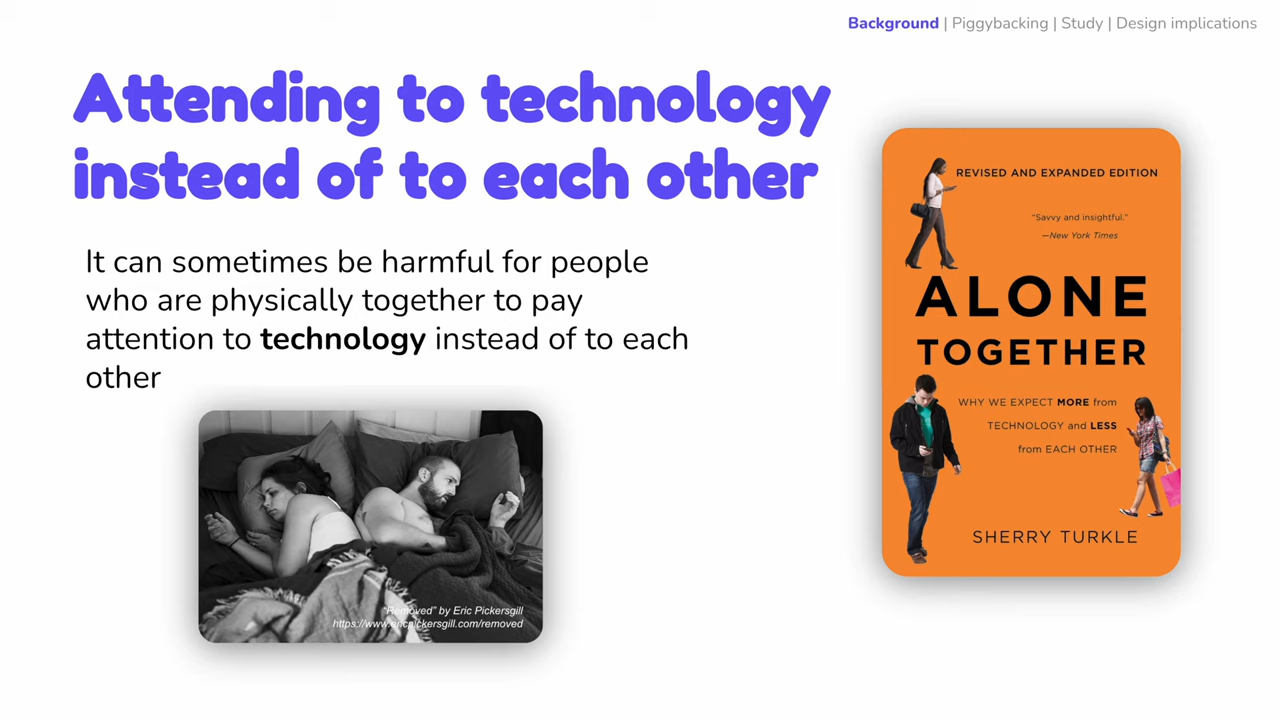 Background | Piggybacking | Study | Design implications
Attending to technology
instead of to each other
It can sometimes be harmful for people
who are physically together to pay
attention to technology instead of to each
other
"Removed" by Eric Pickersgill
https://www.ericpickersgill.com/removed
REVISED AND EXPANDED EDITION
"Savvy and insightful."
—New York Times
ALONE
TOGETHER
WHY WE EXPECT MORE from
TECHNOLOGY and LESS
from EACH OTHER
SHERRY TURKLE